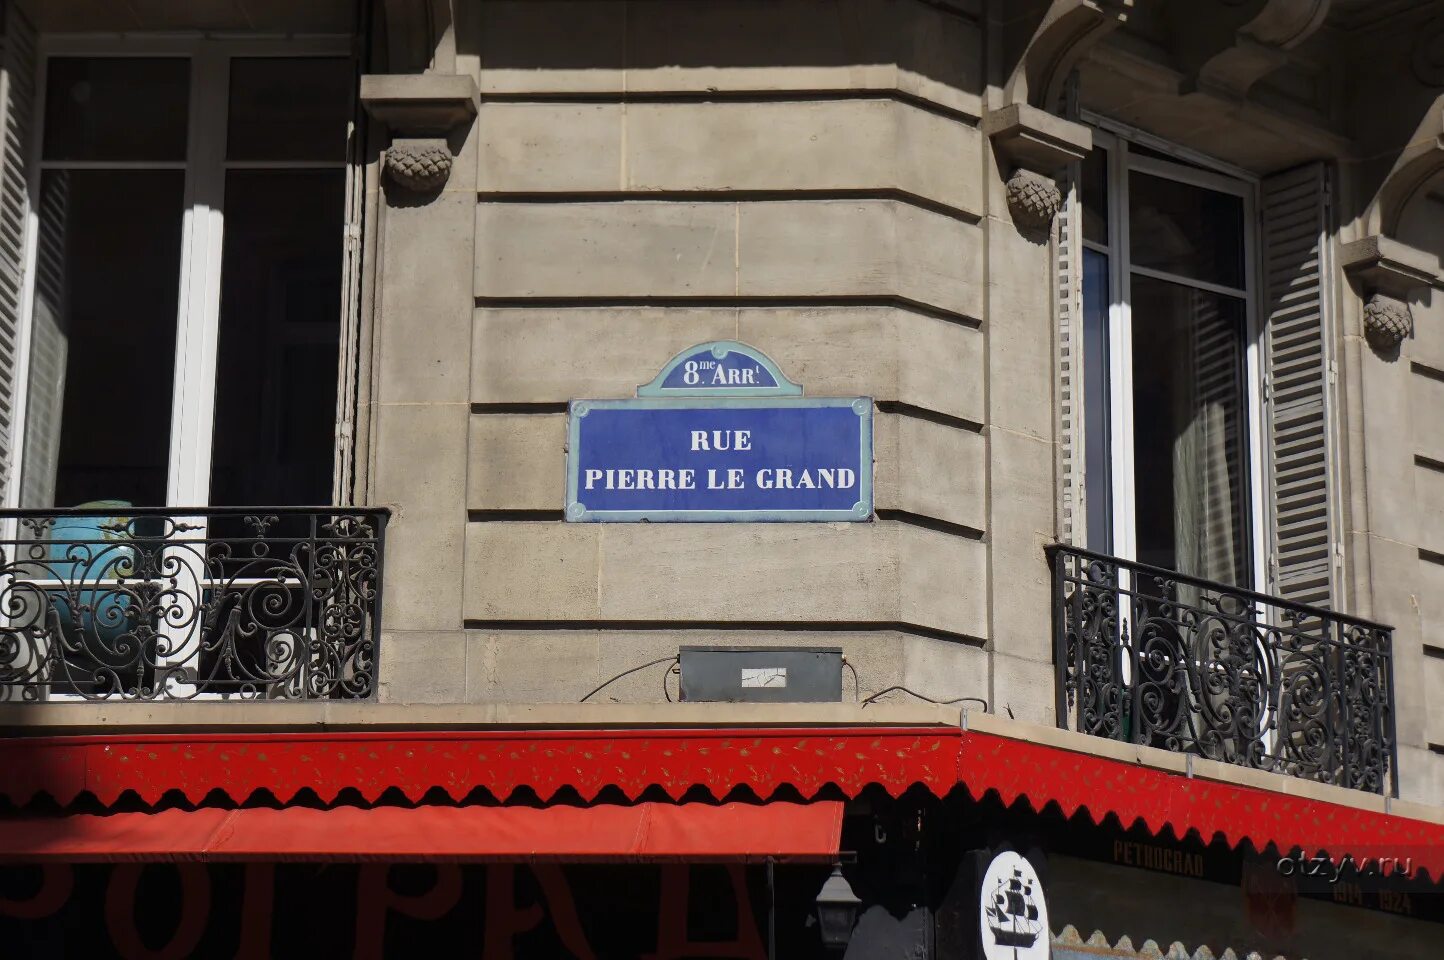 8me. ARRt.
RUE
PIERRE LE GRAND
PETROGRAD
1914 1924
otzyv.ru